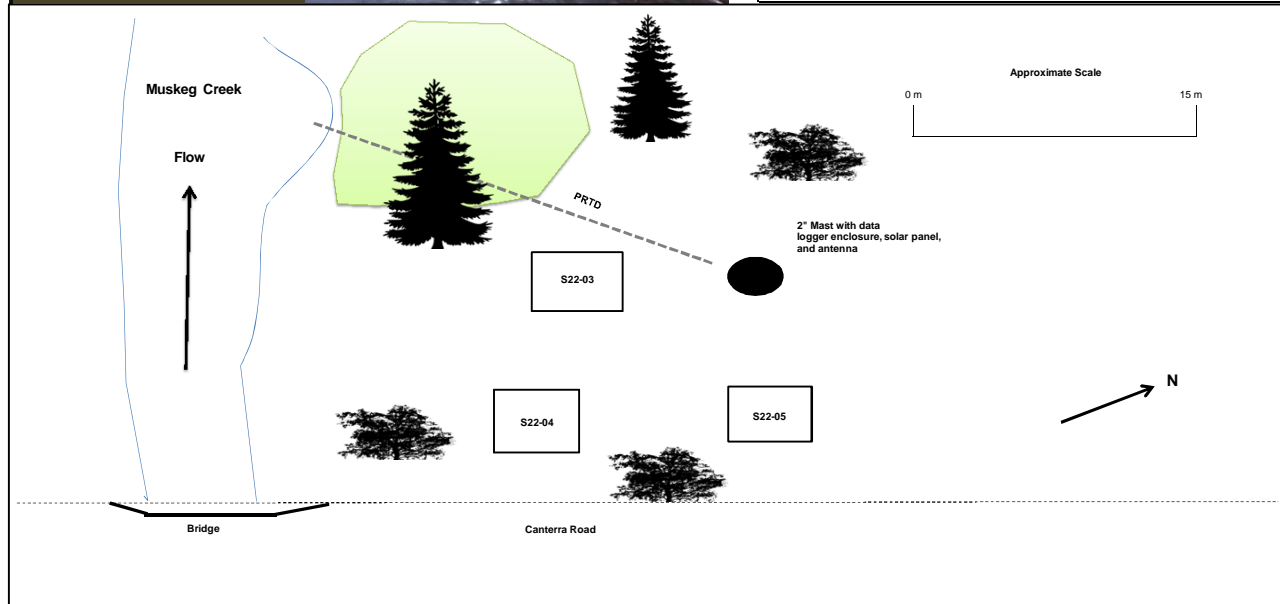 Muskeg Creek
Approximate Scale
0 m
15 m
Flow
PRTD
2" Mast with data
logger enclosure, solar panel,
and antenna
S22-03
N
S22-04
S22-05
Bridge
Canterra Road